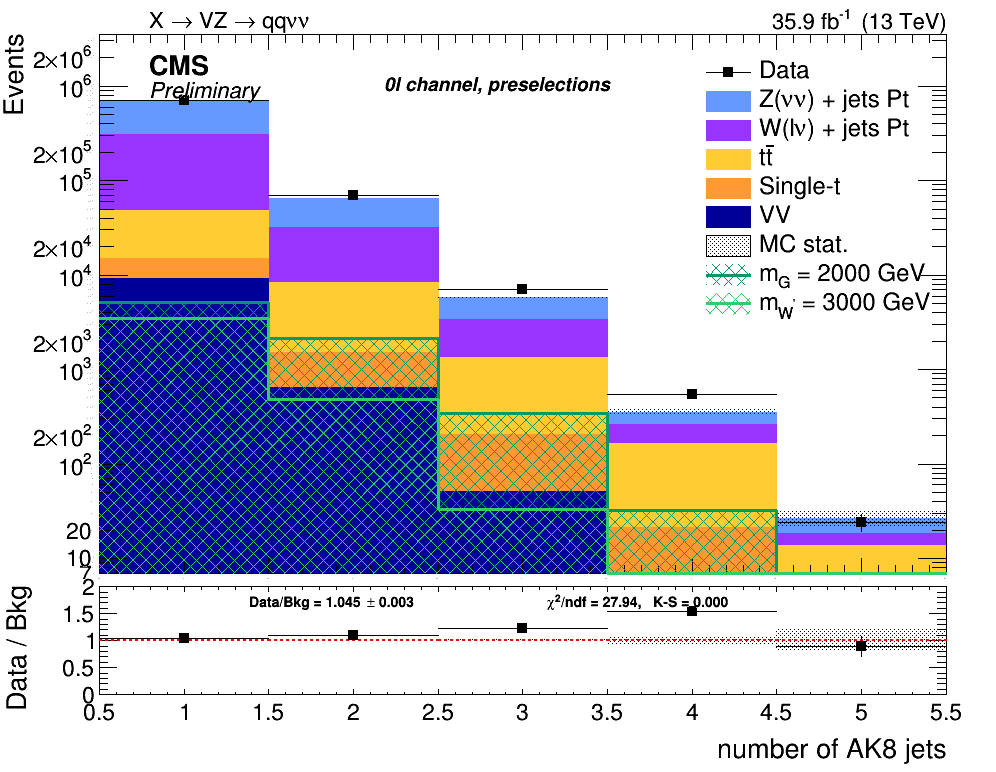 X → VZ → qqνν
35.9 fb⁻¹ (13 TeV)
Events
CMS
Preliminary
0l channel, preselections
Data
Z(νν) + jets Pt
W(lν) + jets Pt
tt̄
Single-t
VV
MC stat.
m_G = 2000 GeV
m_W' = 3000 GeV
2×10⁶
10⁶
2×10⁵
10⁵
2×10⁴
10⁴
2×10³
10³
2×10²
10²
20
10
7
Data / Bkg
Data/Bkg = 1.045 ± 0.003
χ²/ndf = 27.94, K-S = 0.000
2
1.5
1
0.5
0
0.5 1 1.5 2 2.5 3 3.5 4 4.5 5 5.5
number of AK8 jets